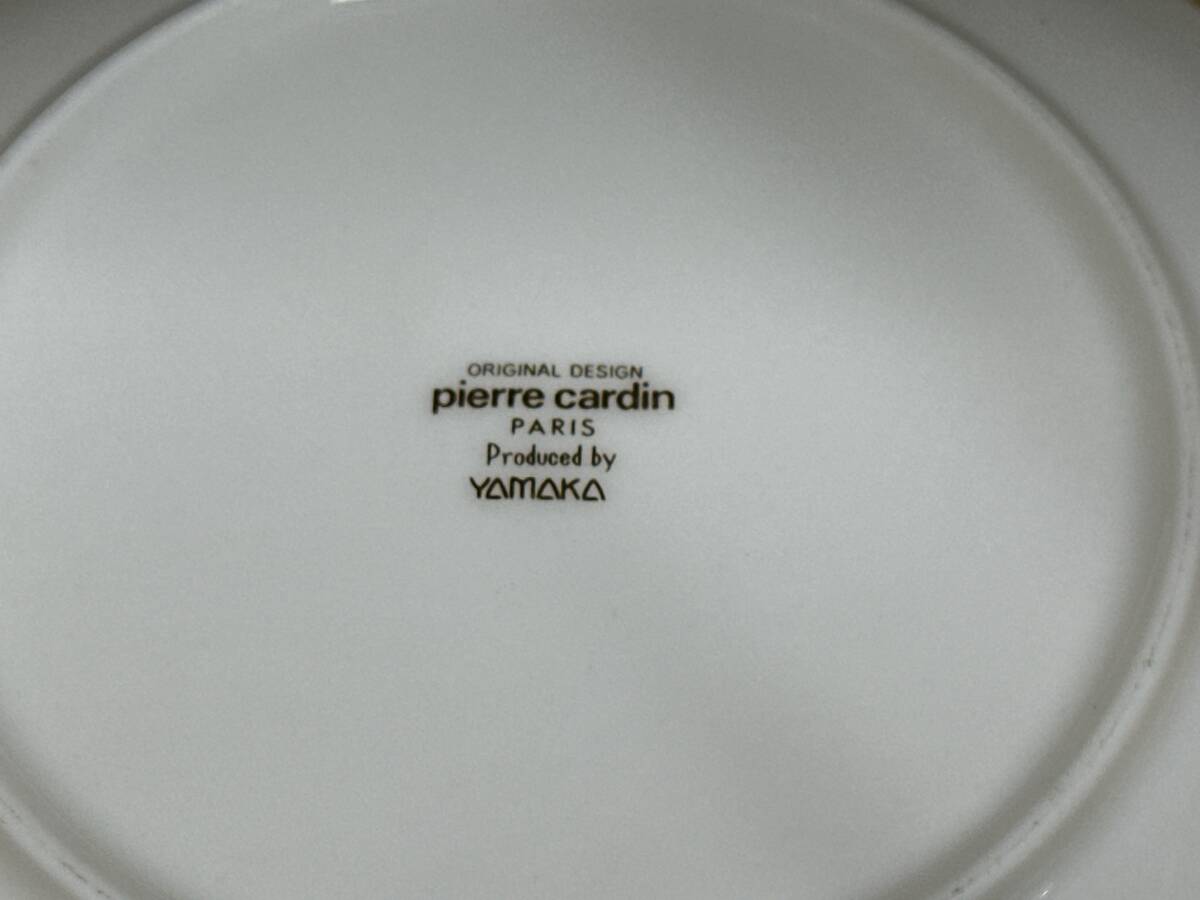 ORIGINAL DESIGN
pierre cardin
PARIS
Produced by
YAMAKA